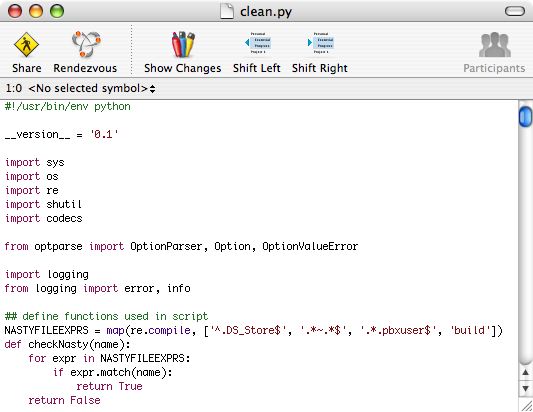 clean.py
Share Rendezvous Show Changes Shift Left Shift Right Participants
1:0 <No selected symbol>
#!/usr/bin/env python
__version__ = '0.1'
import sys
import os
import re
import shutil
import codecs
from optparse import OptionParser, Option, OptionValueError
import logging
from logging import error, info
## define functions used in script
NASTYFILEEXPRS = map(re.compile, ['^.DS_Store$', '.*~.*$', '.*.pbxuser$', 'build'])
def checkNasty(name):
    for expr in NASTYFILEEXPRS:
        if expr.match(name):
            return True
    return False